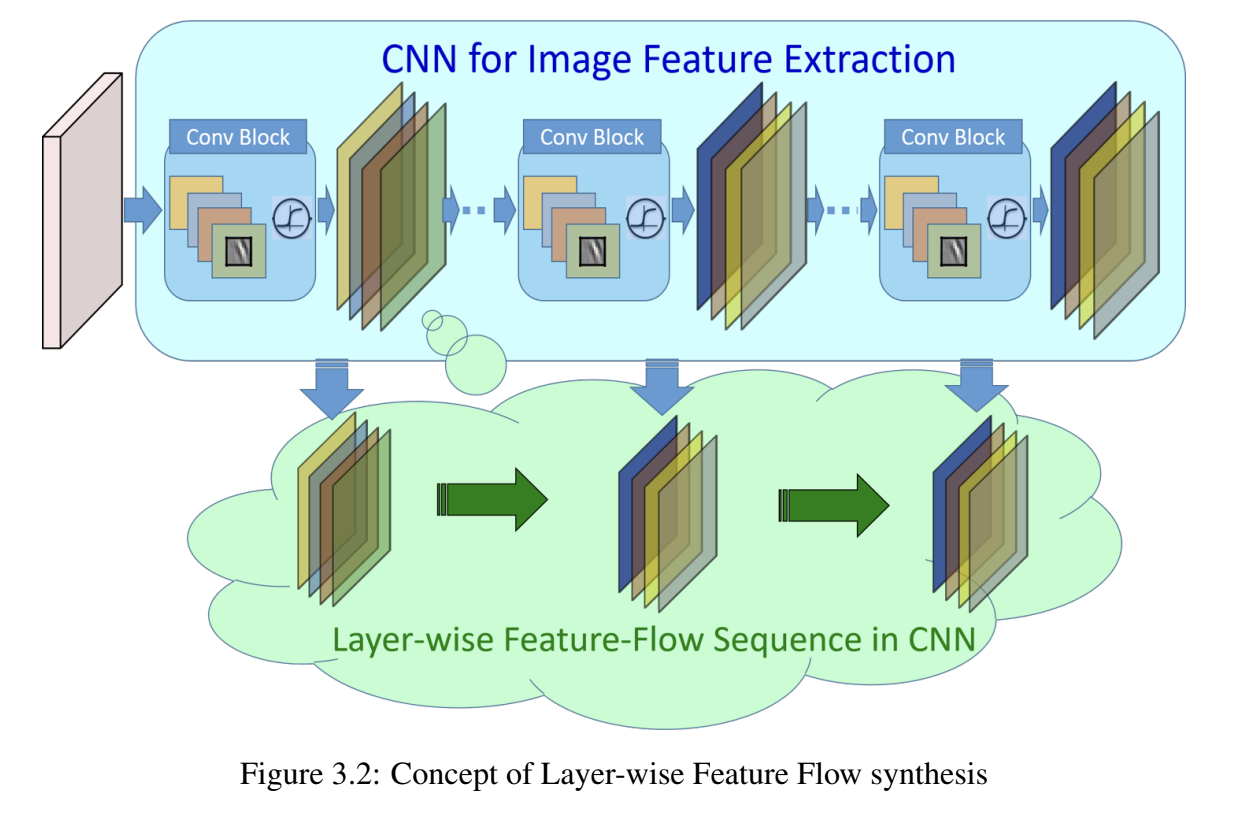 CNN for Image Feature Extraction
Conv Block
Conv Block
Conv Block
Layer-wise Feature-Flow Sequence in CNN
Figure 3.2: Concept of Layer-wise Feature Flow synthesis